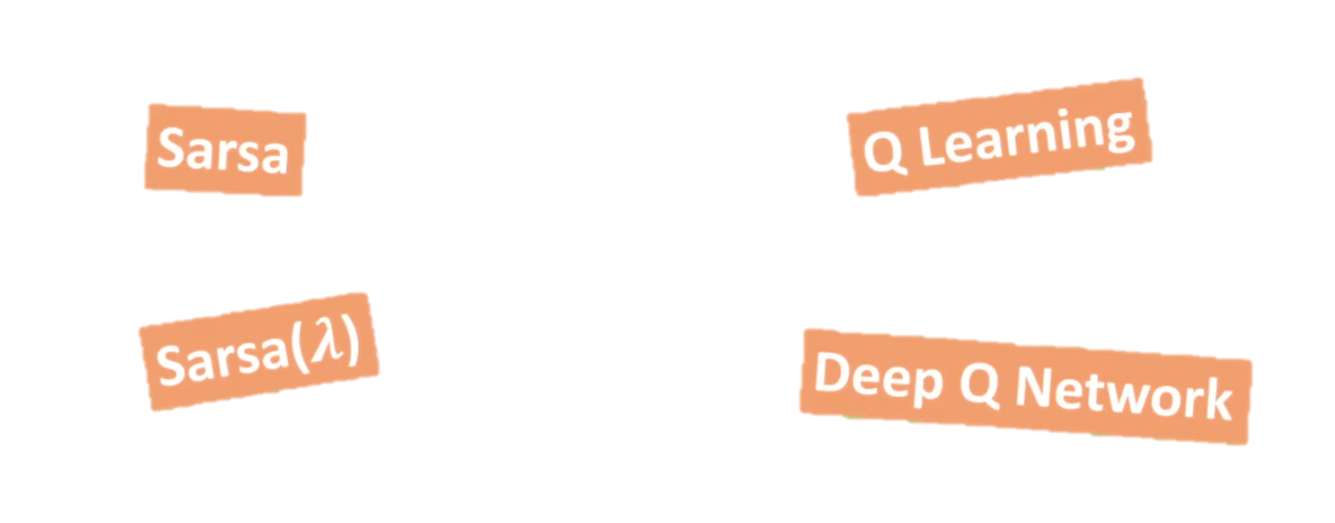 Sarsa
Q Learning
Sarsa(λ)
Deep Q Network